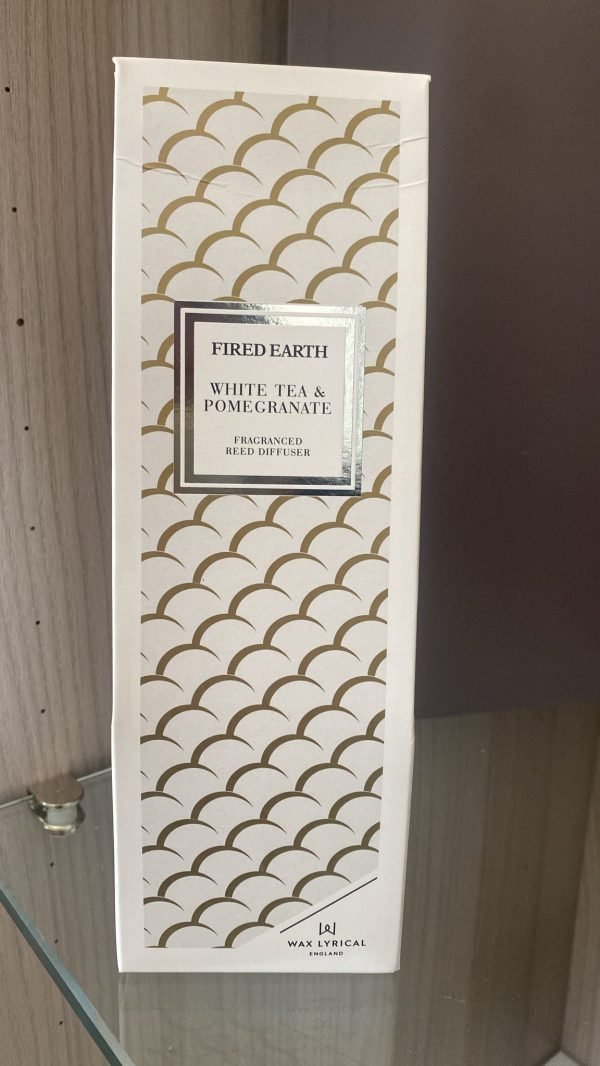 FIRED EARTH
WHITE TEA &
POMEGRANATE
FRAGRANCED
REED DIFFUSER
WAX LYRICAL
ENGLAND